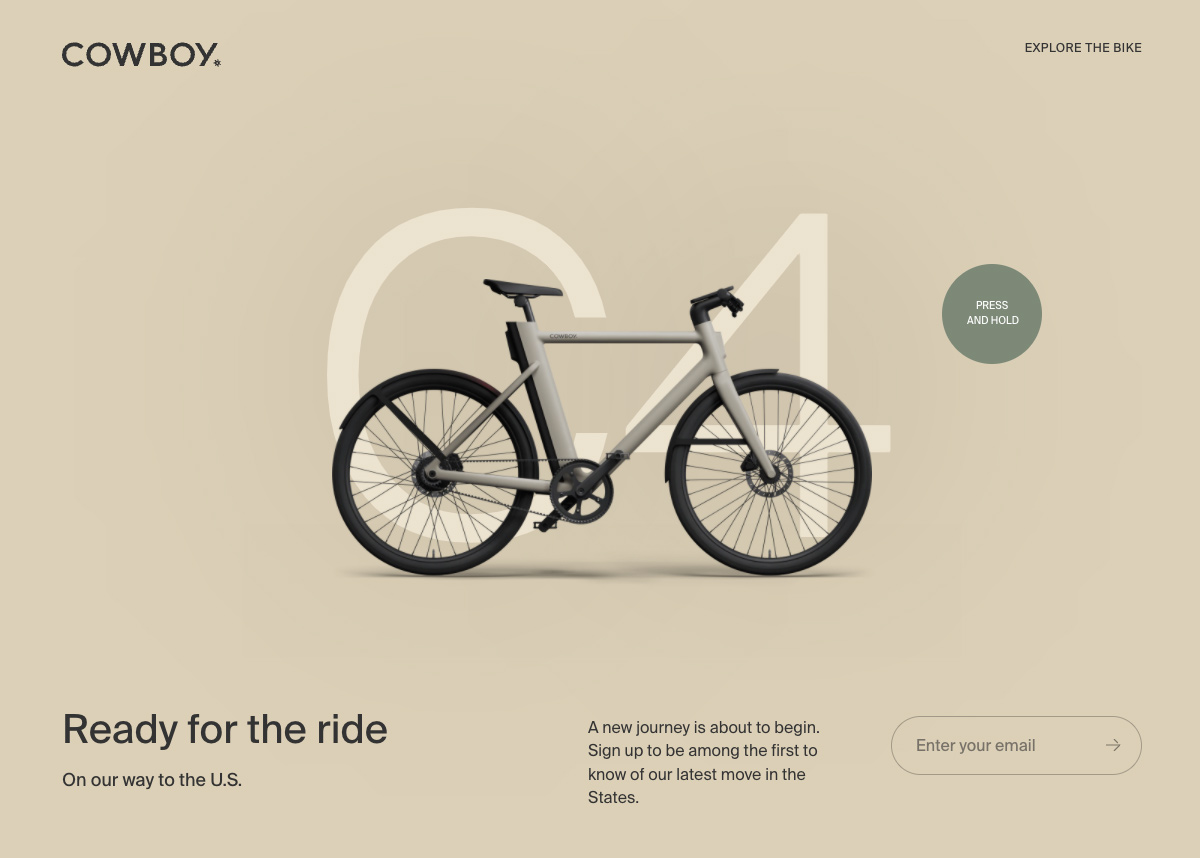 COWBOY
EXPLORE THE BIKE
C4
COWBOY
PRESS
AND HOLD
Ready for the ride
On our way to the U.S.
A new journey is about to begin.
Sign up to be among the first to
know of our latest move in the
States.
Enter your email